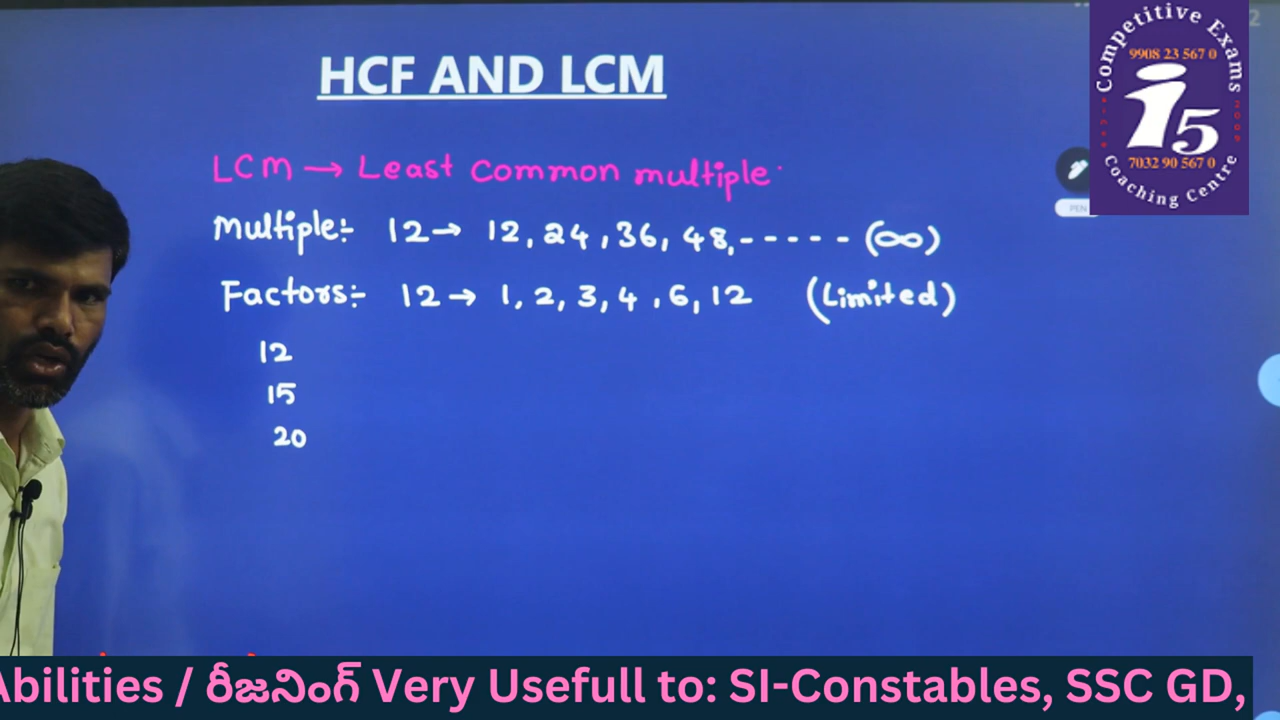 HCF AND LCM
LCM → Least common multiple
Multiple:- 12 → 12, 24, 36, 48, - - - - - (∞)
Factors:- 12 → 1, 2, 3, 4, 6, 12 (Limited)
12
15
20
Competitive Exams
9908 23 567 0
i5
7032 90 567 0
Coaching Centre
PEN
2
Abilities / రీజనింగ్ Very Usefull to: SI-Constables, SSC GD,